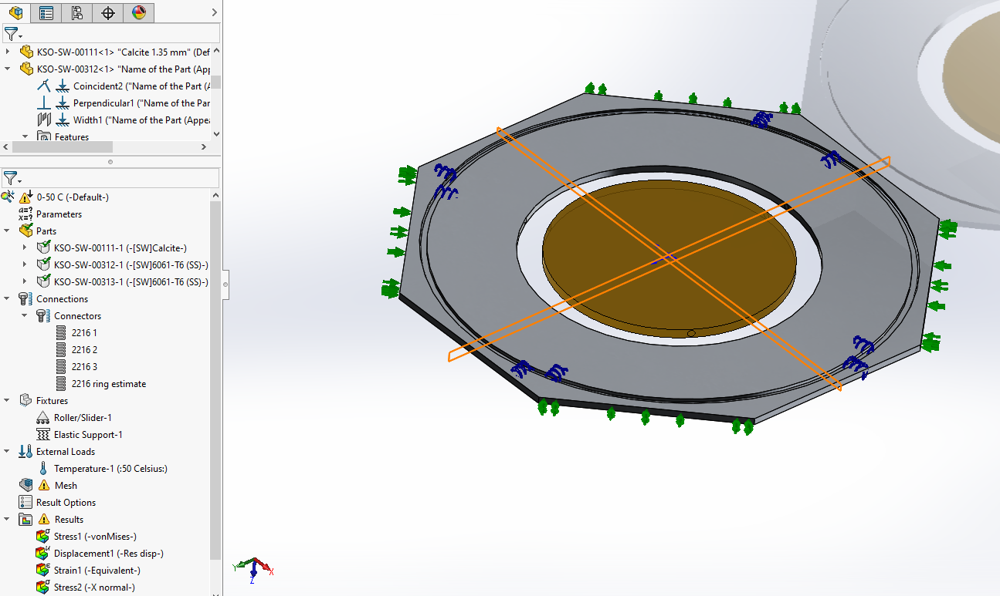 KSO-SW-00111<1> "Calcite 1.35 mm" (Def
KSO-SW-00312<1> "Name of the Part (Ap
Coincident2 ("Name of the Part (A
Perpendicular1 ("Name of the Par
Width1 ("Name of the Part (Appea
Features
0-50 C (-Default-)
a=?
x=?
Parameters
Parts
KSO-SW-00111-1 (-[SW]Calcite-)
KSO-SW-00312-1 (-[SW]6061-T6 (SS)-)
KSO-SW-00313-1 (-[SW]6061-T6 (SS)-)
Connections
Connectors
2216 1
2216 2
2216 3
2216 ring estimate
Fixtures
Roller/Slider-1
Elastic Support-1
External Loads
Temperature-1 (:50 Celsius:)
Mesh
Result Options
Results
Stress1 (-vonMises-)
Displacement1 (-Res disp-)
Strain1 (-Equivalent-)
Stress2 (-X normal-)
Y
X
Z